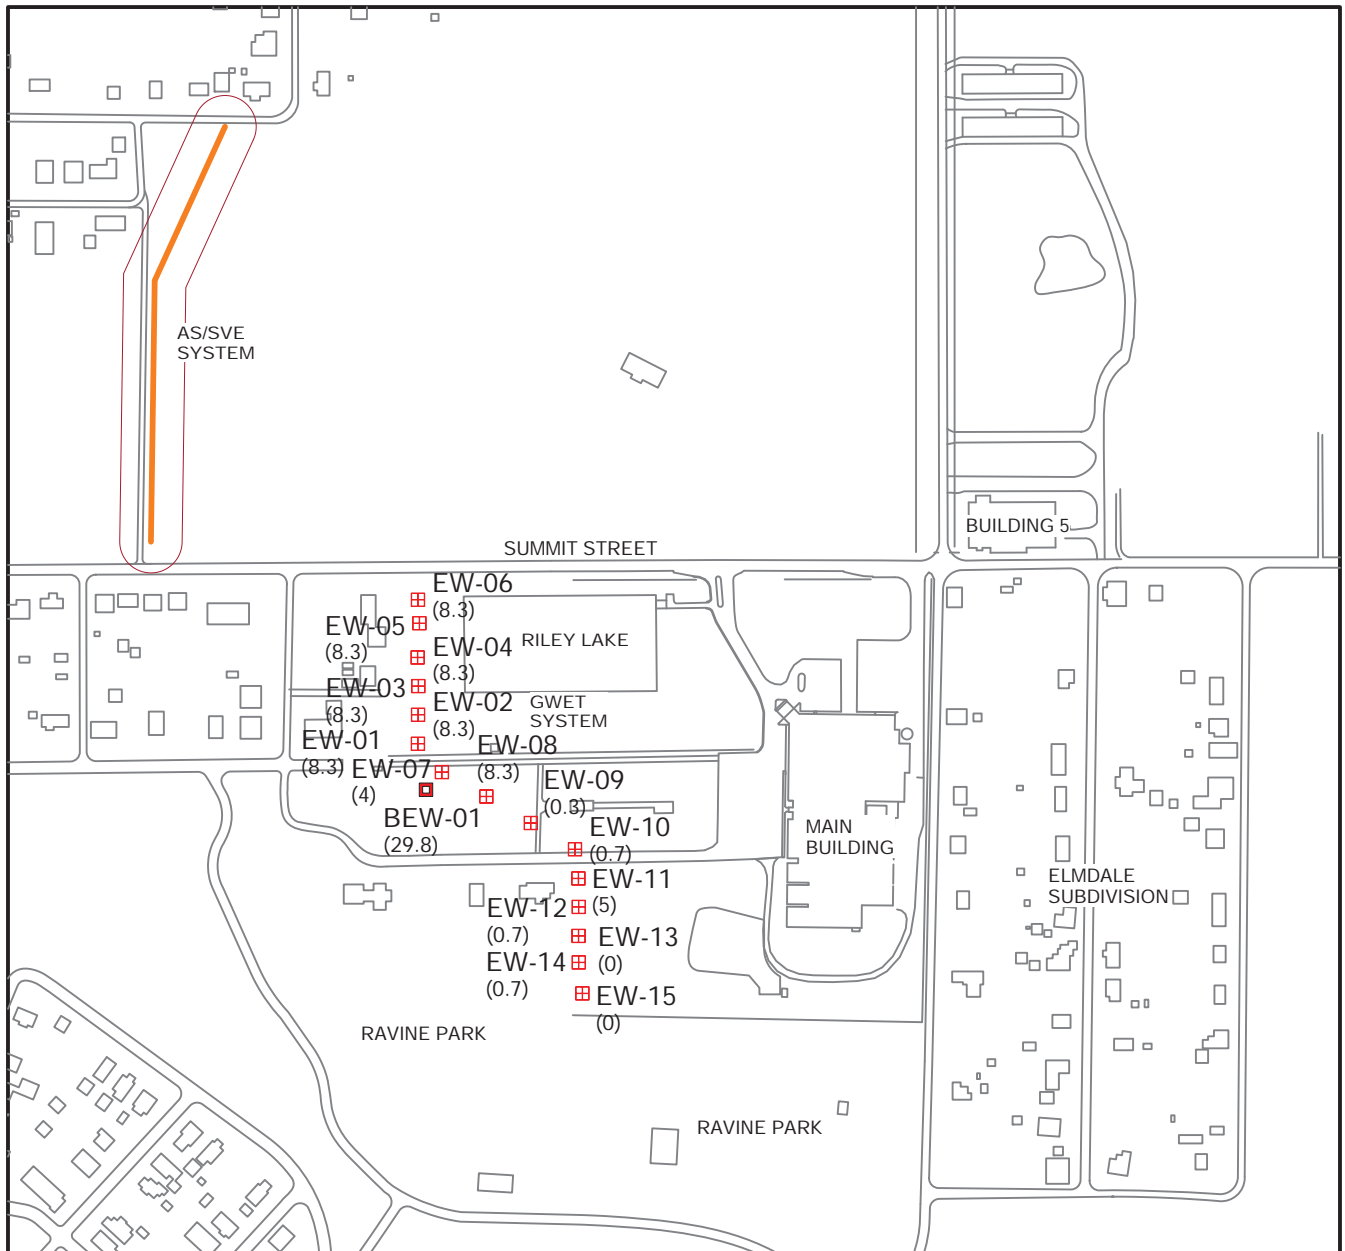 AS/SVE
SYSTEM
BUILDING 5
SUMMIT STREET
EW-06
(8.3)
EW-05
(8.3)
RILEY LAKE
EW-04
(8.3)
EW-03
(8.3)
EW-02
(8.3)
GWET
SYSTEM
EW-01
(8.3)
EW-08
(8.3)
EW-07
(4)
EW-09
(0.3)
BEW-01
(29.8)
EW-10
(0.7)
MAIN
BUILDING
EW-11
(5)
ELMDALE
SUBDIVISION
EW-12
(0.7)
EW-13
(0)
EW-14
(0.7)
EW-15
(0)
RAVINE PARK
RAVINE PARK